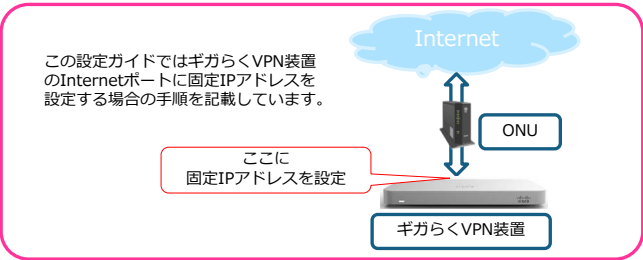 Internet
この設定ガイドではギガらくVPN装置
のInternetポートに固定IPアドレスを
設定する場合の手順を記載しています。
ONU
ここに
固定IPアドレスを設定
ギガらくVPN装置